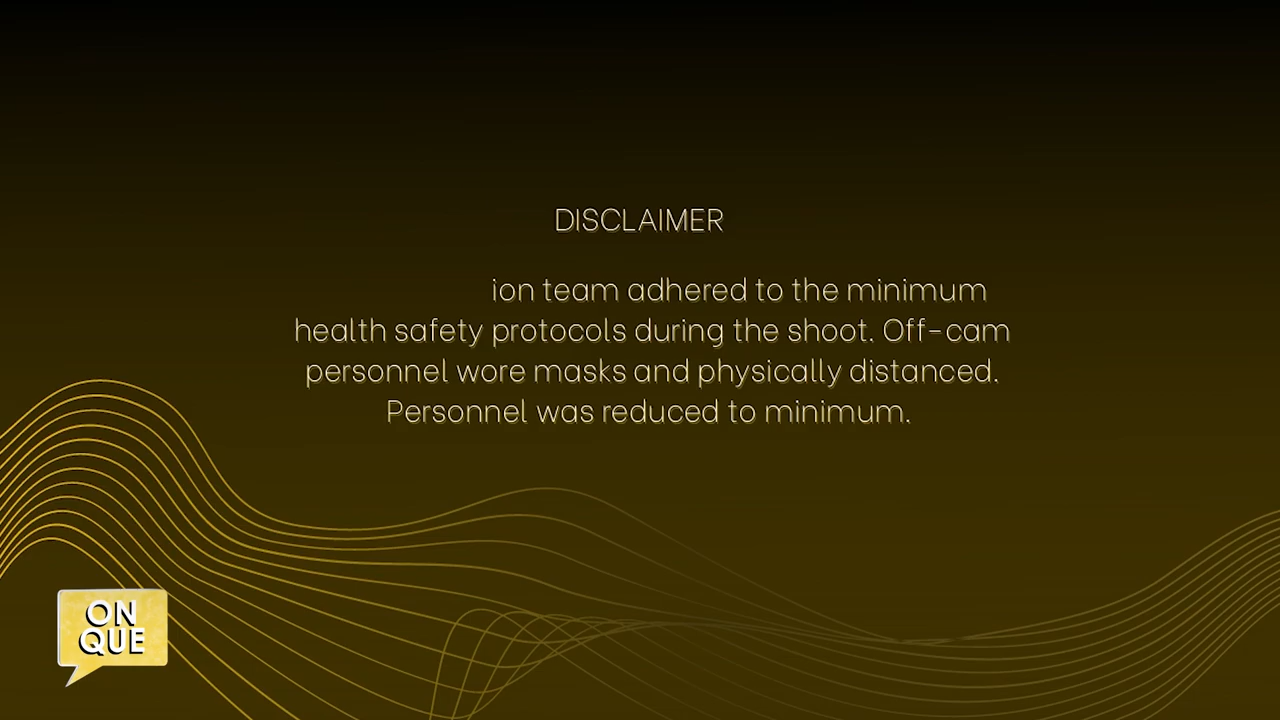 DISCLAIMER
ion team adhered to the minimum
health safety protocols during the shoot. Off-cam
personnel wore masks and physically distanced.
Personnel was reduced to minimum.
ON
QUE